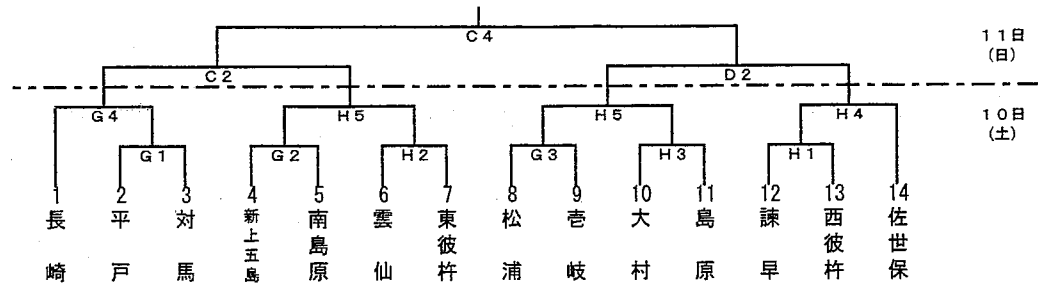 C4
11日
(日)
C2
D2
G4
H5
H5
H4
10日
(土)
G1
G2
H2
G3
H3
H1
1 2 3 4 5 6 7 8 9 10 11 12 13 14
長崎
平戸
対馬
新上五島
南島原
雲仙
東彼杵
松浦
壱岐
大村
島原
諫早
西彼杵
佐世保